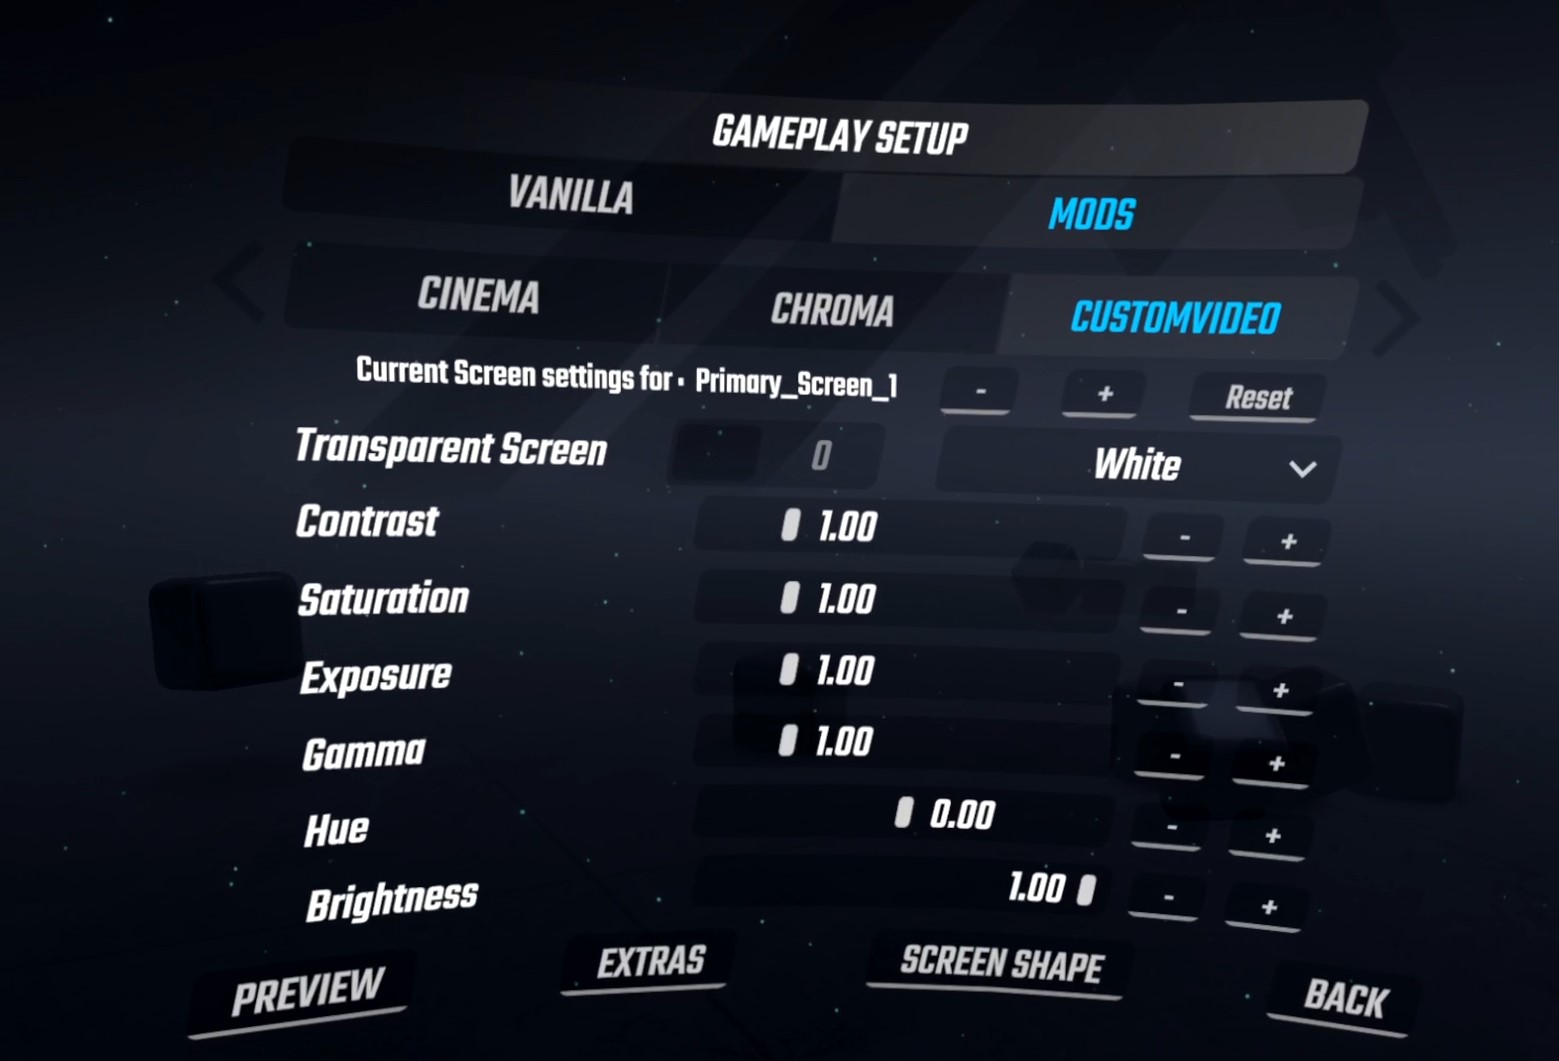 GAMEPLAY SETUP
VANILLA MODS
CINEMA CHROMA CUSTOMVIDEO
Current Screen settings for · Primary_Screen_1 - + Reset
Transparent Screen 0 White
Contrast 1.00 - +
Saturation 1.00 - +
Exposure 1.00 - +
Gamma 1.00 - +
Hue 0.00 - +
Brightness 1.00 - +
PREVIEW EXTRAS SCREEN SHAPE BACK